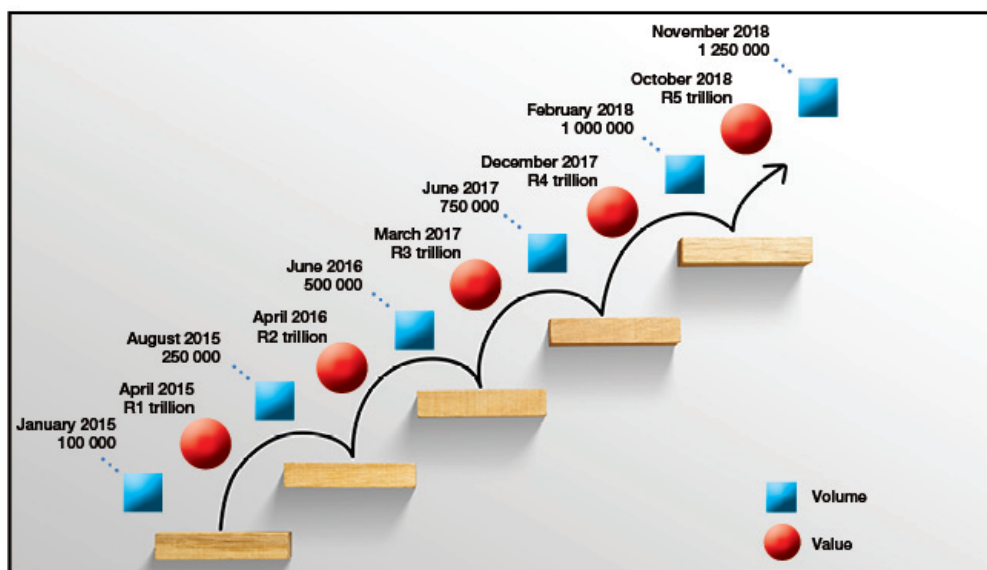 January 2015
100 000
April 2015
R1 trillion
August 2015
250 000
April 2016
R2 trillion
June 2016
500 000
March 2017
R3 trillion
June 2017
750 000
December 2017
R4 trillion
February 2018
1 000 000
October 2018
R5 trillion
November 2018
1 250 000
Volume
Value